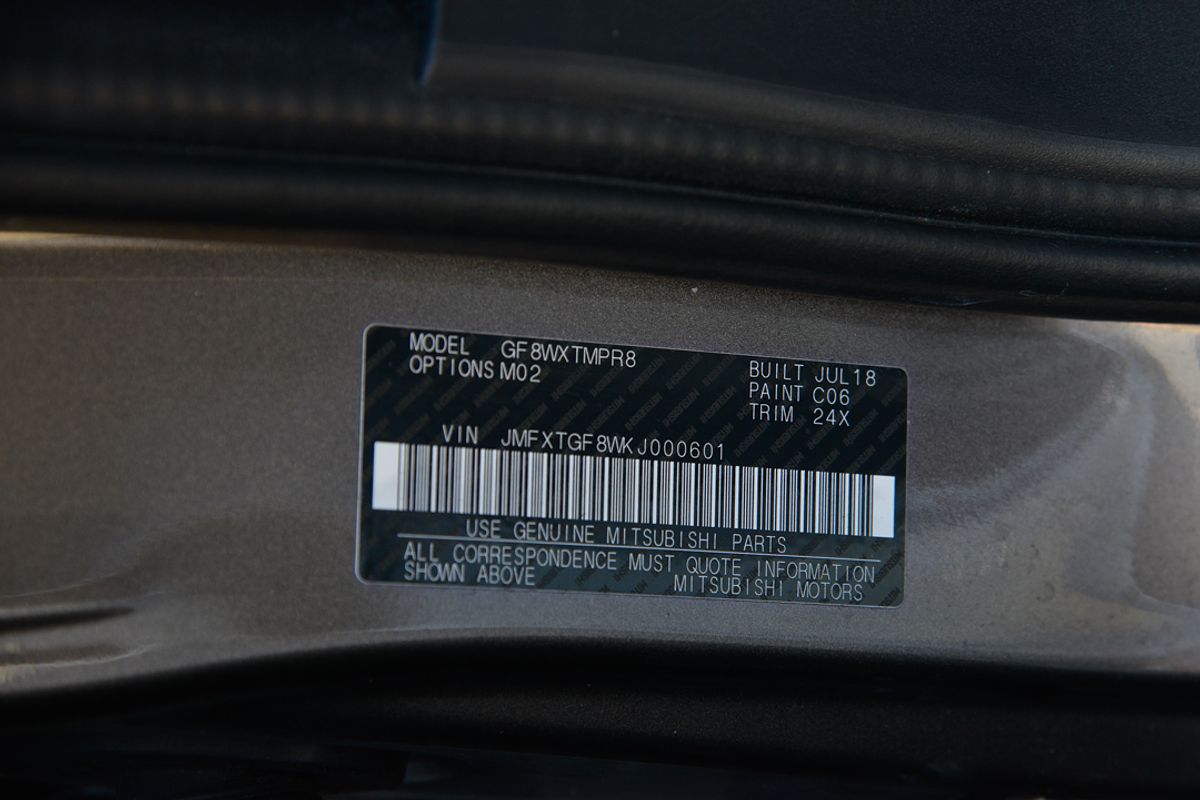 MODEL GF8WXTMPR8
OPTIONS M02
BUILT JUL18
PAINT C06
TRIM 24X
VIN JMFXTGF8WKJ000601
USE GENUINE MITSUBISHI PARTS
ALL CORRESPONDENCE MUST QUOTE INFORMATION
SHOWN ABOVE MITSUBISHI MOTORS